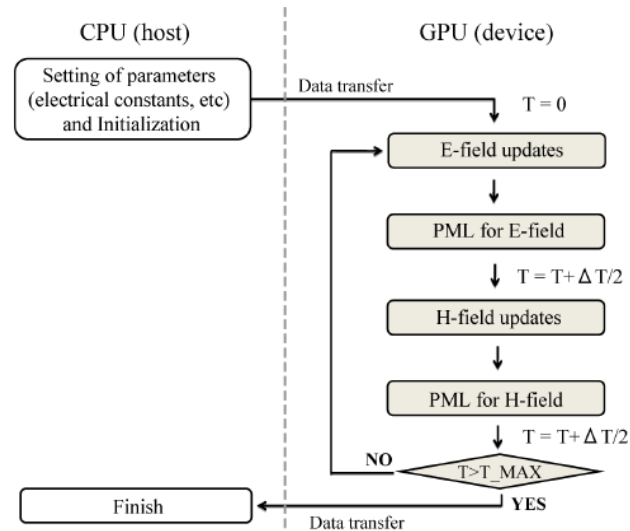 CPU (host)
GPU (device)
Setting of parameters
(electrical constants, etc)
and Initialization
Data transfer
T = 0
E-field updates
PML for E-field
T = T+ΔT/2
H-field updates
PML for H-field
T = T+ΔT/2
NO
T>T_MAX
YES
Finish
Data transfer